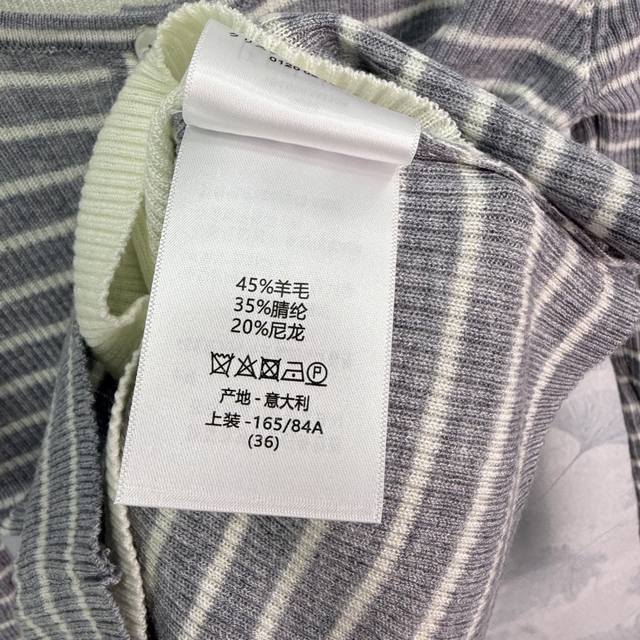 45%羊毛
35%腈纶
20%尼龙
P
产地 - 意大利
上装 -165/84A
(36)